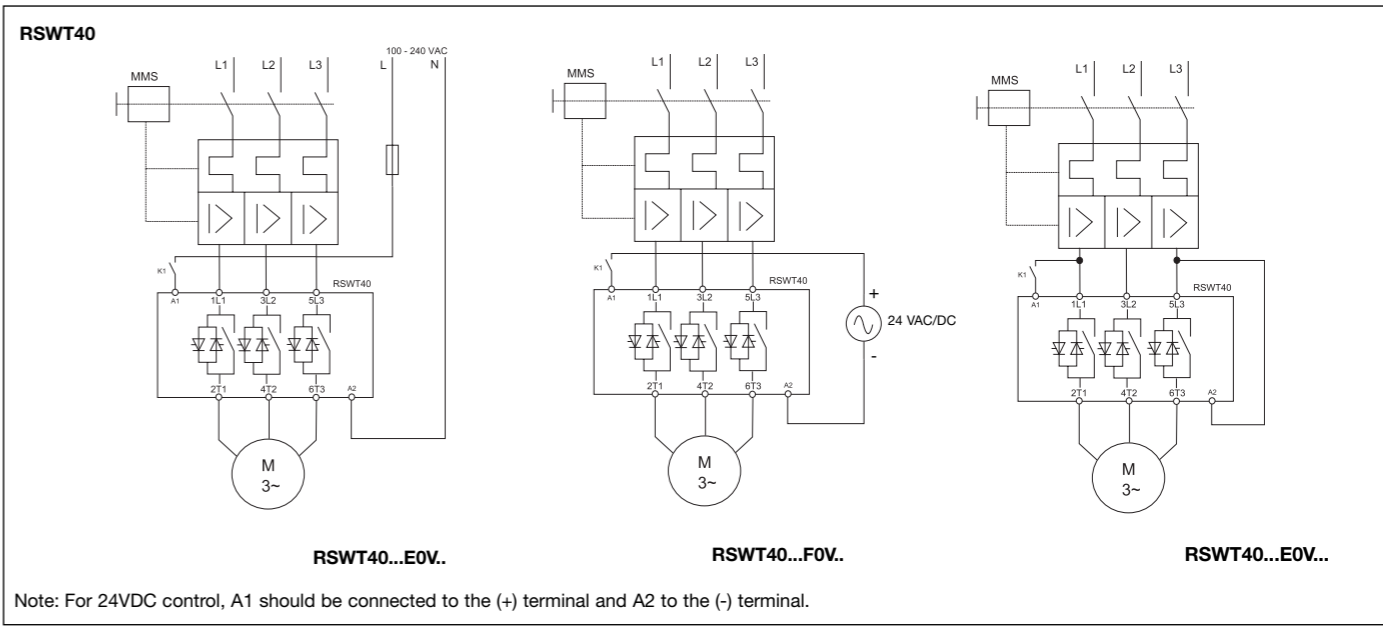 RSWT40
MMS
L1 L2 L3
100 - 240 VAC
L N
K1
RSWT40
A1 1L1 3L2 5L3
2T1 4T2 6T3 A2
M
3~
RSWT40...E0V..
MMS
L1 L2 L3
K1
RSWT40
A1 1L1 3L2 5L3
+
24 VAC/DC
-
2T1 4T2 6T3 A2
M
3~
RSWT40...F0V..
MMS
L1 L2 L3
K1
RSWT40
A1 1L1 3L2 5L3
2T1 4T2 6T3 A2
M
3~
RSWT40...E0V...
Note: For 24VDC control, A1 should be connected to the (+) terminal and A2 to the (-) terminal.